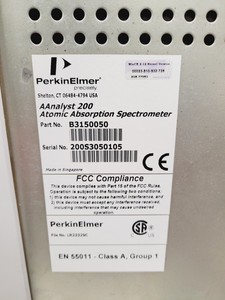 PerkinElmer
precisely
Shelton, CT 06484-4794 USA
AAnalyst 200
Atomic Absorption Spectrometer
Part No. B3150050
Serial No. 200S3050105
Made in Singapore
FCC Compliance
This device complies with Part 15 of the FCC Rules.
Operation is subject to the following two conditions:
1) this device may not cause harmful interference, and
2) this device must accept any interference received,
including interference that may cause undesired
operation.
PerkinElmer
EN 55011 - Class A, Group 1